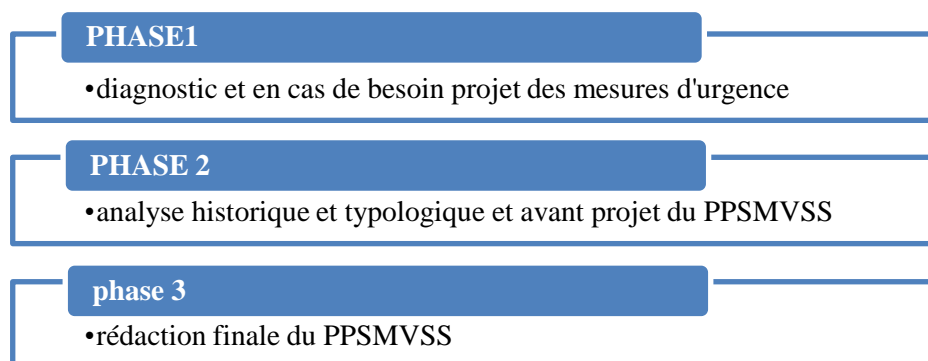 PHASE1
•diagnostic et en cas de besoin projet des mesures d'urgence
PHASE 2
•analyse historique et typologique et avant projet du PPSMVSS
phase 3
•rédaction finale du PPSMVSS